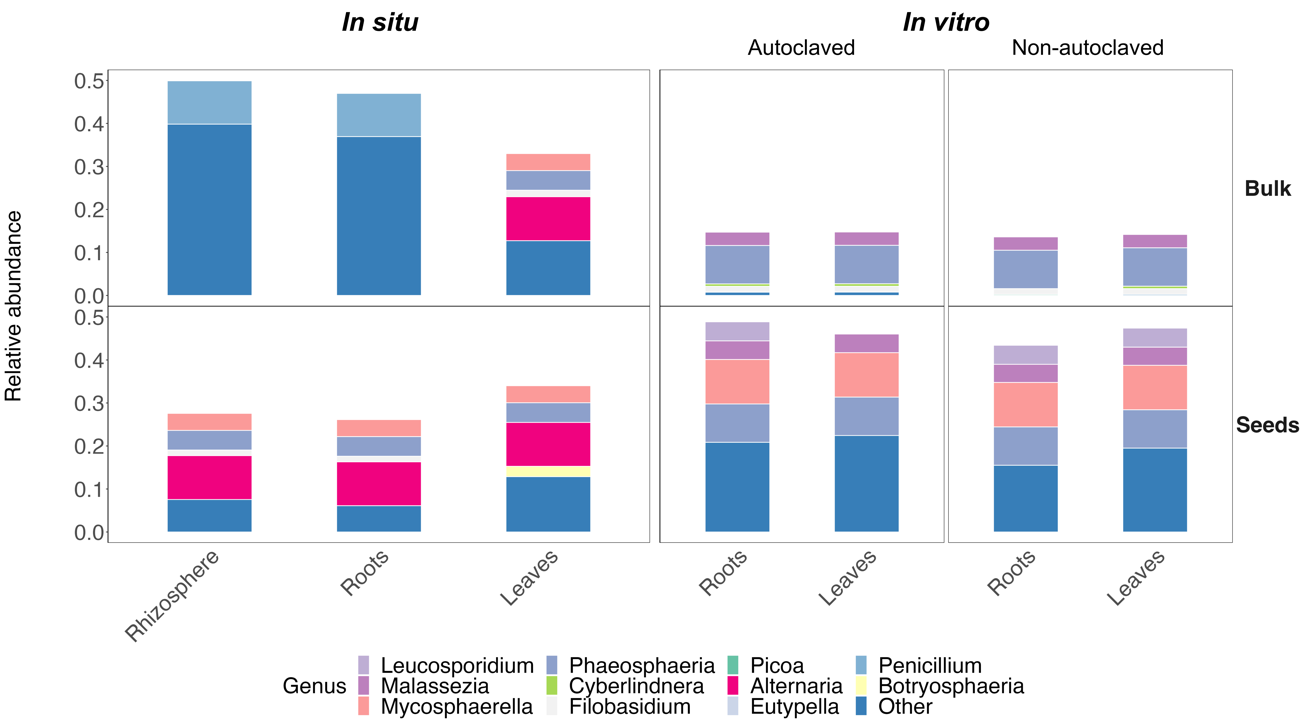 In situ
In vitro
Autoclaved
Non-autoclaved
Relative abundance
0.5
0.4
0.3
0.2
0.1
0.0
Bulk
0.5
0.4
0.3
0.2
0.1
0.0
Seeds
Rhizosphere
Roots
Leaves
Roots
Leaves
Roots
Leaves
Genus
Leucosporidium
Phaeosphaeria
Picoa
Penicillium
Malassezia
Cyberlindnera
Alternaria
Botryosphaeria
Mycosphaerella
Filobasidium
Eutypella
Other